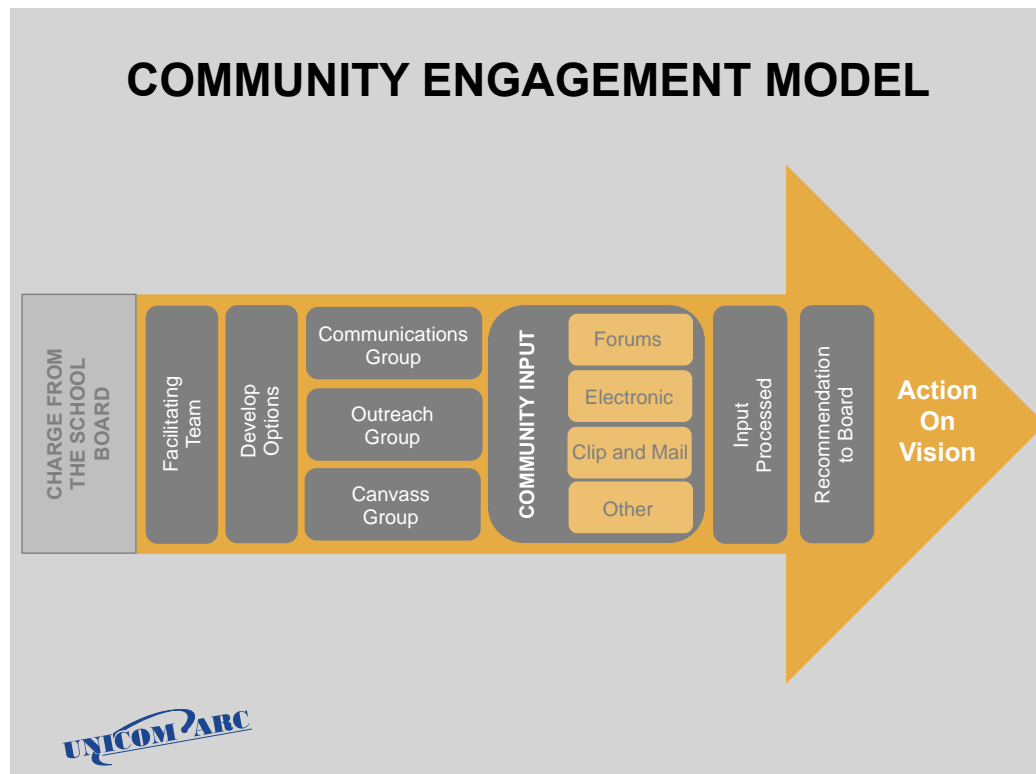 COMMUNITY ENGAGEMENT MODEL
CHARGE FROM
THE SCHOOL
BOARD
Facilitating
Team
Develop
Options
Communications
Group
Outreach
Group
Canvass
Group
COMMUNITY INPUT
Forums
Electronic
Clip and Mail
Other
Input
Processed
Recommendation
to Board
Action
On
Vision
UNICOM ARC